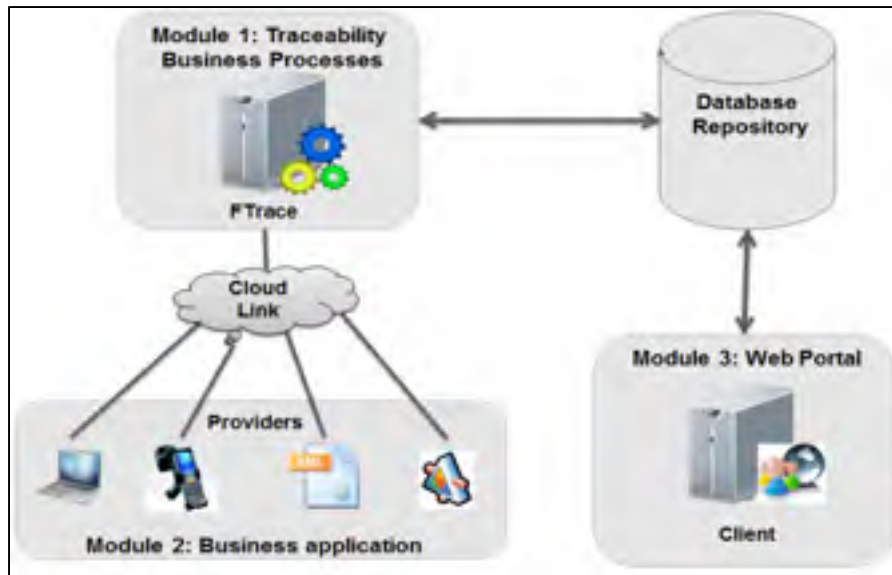 Module 1: Traceability
Business Processes
FTrace
Database
Repository
Cloud
Link
Providers
XML
Module 2: Business application
Module 3: Web Portal
Client